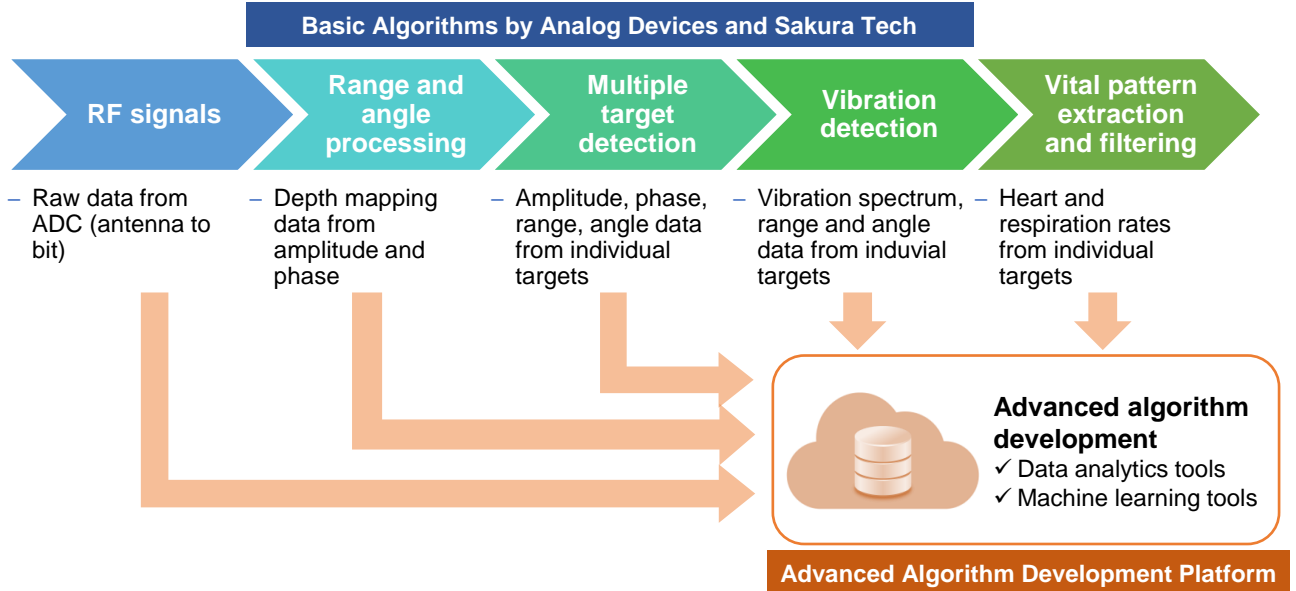 Basic Algorithms by Analog Devices and Sakura Tech
RF signals
Range and
angle
processing
Multiple
target
detection
Vibration
detection
Vital pattern
extraction
and filtering
– Raw data from
ADC (antenna to
bit)
– Depth mapping
data from
amplitude and
phase
– Amplitude, phase,
range, angle data
from individual
targets
– Vibration spectrum,
range and angle
data from induvial
targets
– Heart and
respiration rates
from individual
targets
Advanced algorithm
development
✓ Data analytics tools
✓ Machine learning tools
Advanced Algorithm Development Platform